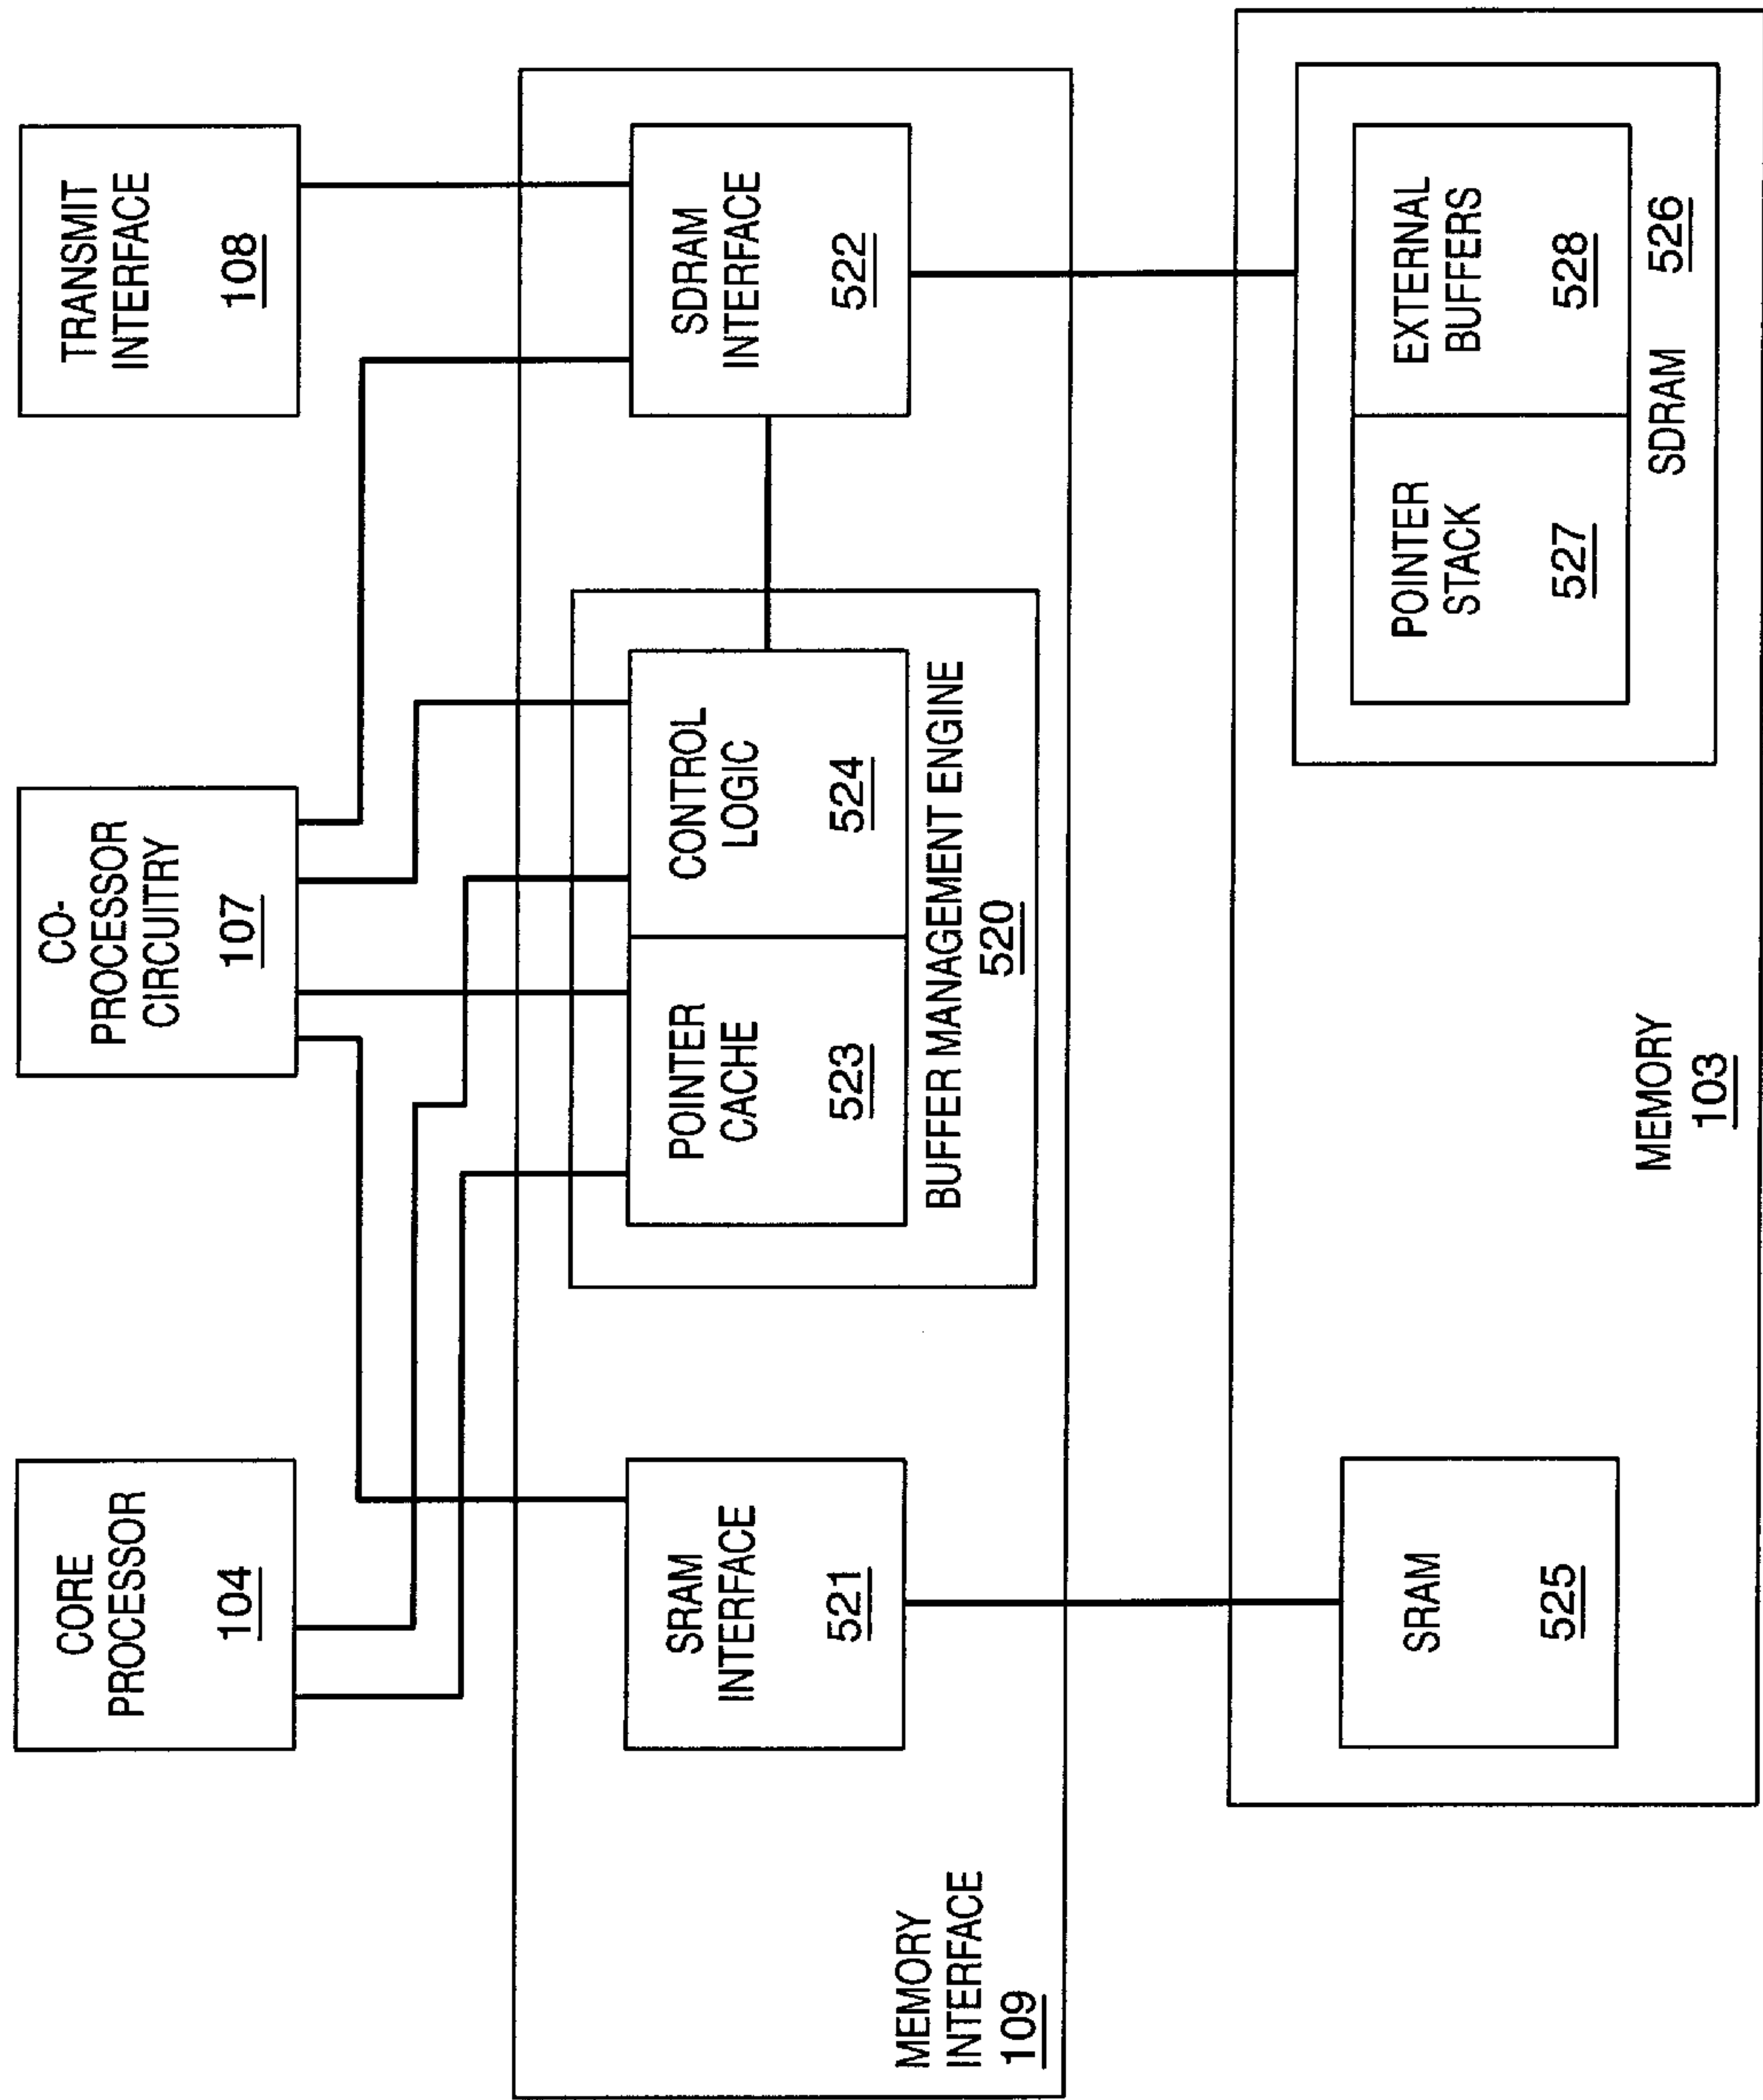 CORE
PROCESSOR
104
CO-
PROCESSOR
CIRCUITRY
107
TRANSMIT
INTERFACE
108
MEMORY
INTERFACE
109
SRAM
INTERFACE
521
POINTER
CACHE
523
CONTROL
LOGIC
524
BUFFER MANAGEMENT ENGINE
520
SDRAM
INTERFACE
522
SRAM
525
MEMORY
103
POINTER
STACK
527
EXTERNAL
BUFFERS
528
SDRAM 526